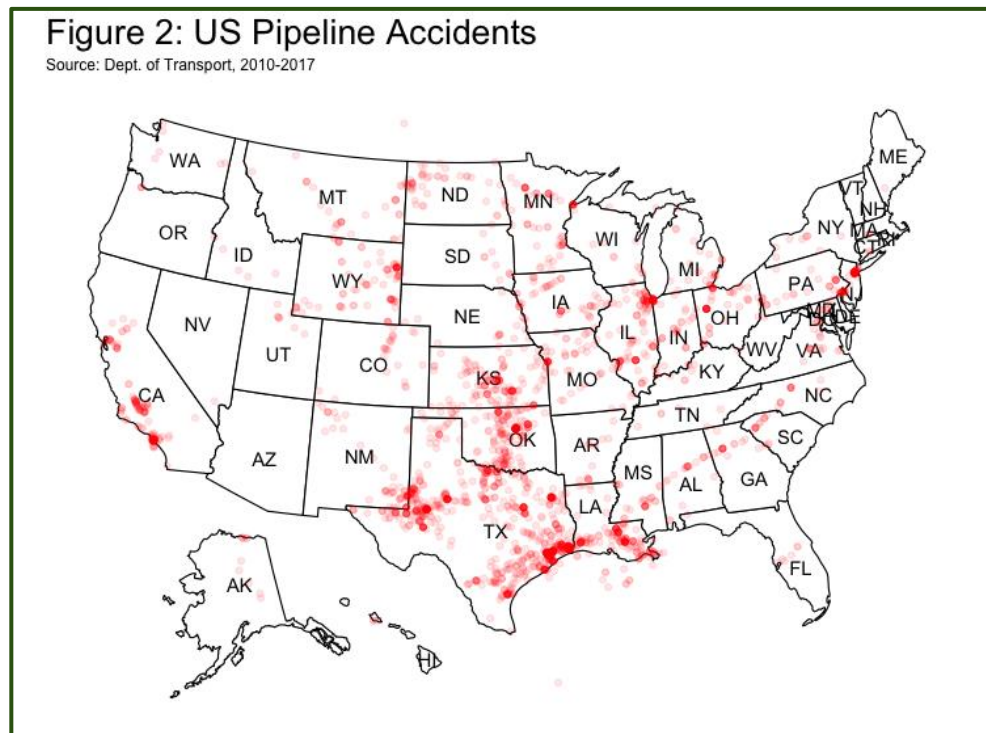 Figure 2: US Pipeline Accidents
Source: Dept. of Transport, 2010-2017
ME
WA
MT
ND
MN
VT
NH
OR
ID
SD
WI
NY
MA
CT
WY
MI
IA
PA
NE
NV
IL
IN
OH
DE
UT
CO
WV
VA
KS
MO
KY
CA
NC
TN
OK
AR
SC
AZ
NM
MS
AL
GA
LA
TX
FL
AK
HI